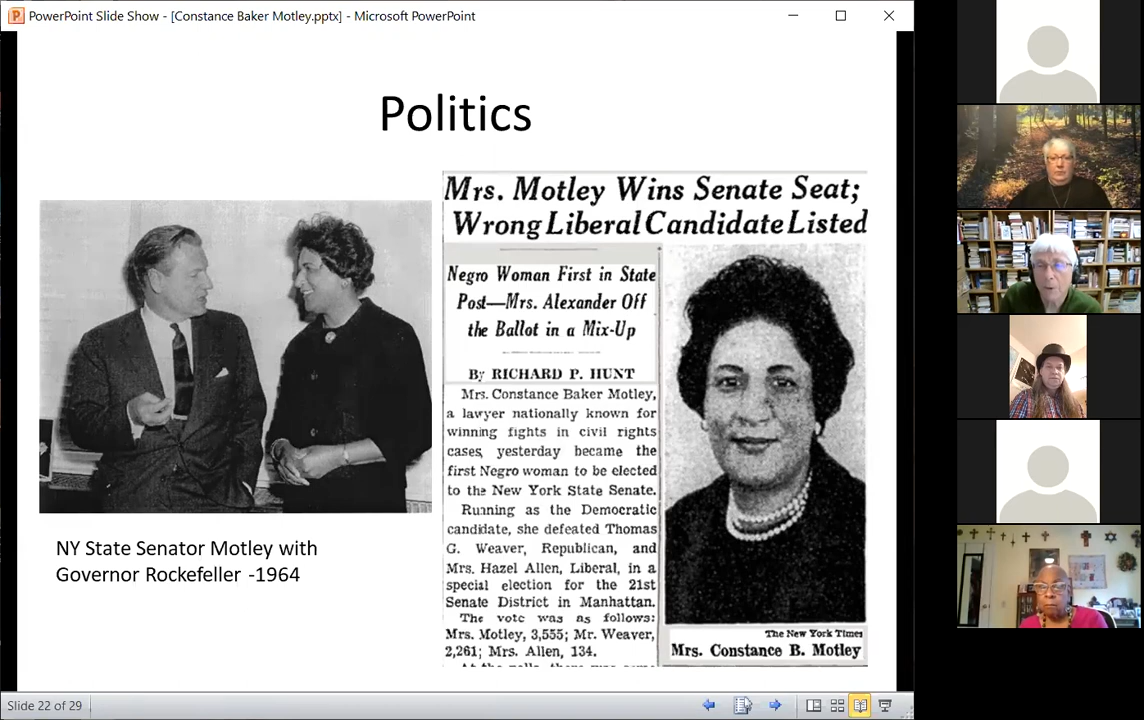 PowerPoint Slide Show - [Constance Baker Motley.pptx] - Microsoft PowerPoint
Politics
Mrs. Motley Wins Senate Seat;
Wrong Liberal Candidate Listed
Negro Woman First in State
Post—Mrs. Alexander Off
the Ballot in a Mix-Up
By RICHARD P. HUNT
Mrs. Constance Baker Motley,
a lawyer nationally known for
winning fights in civil rights
cases, yesterday became the
first Negro woman to be elected
to the New York State Senate.
Running as the Democratic
candidate, she defeated Thomas
G. Weaver, Republican, and
Mrs. Hazel Allen, Liberal, in a
special election for the 21st
Senate District in Manhattan.
The vote was as follows:
Mrs. Motley, 3,555; Mr. Weaver,
2,261; Mrs. Allen, 134.
The New York Times
Mrs. Constance B. Motley
NY State Senator Motley with
Governor Rockefeller -1964
Slide 22 of 29